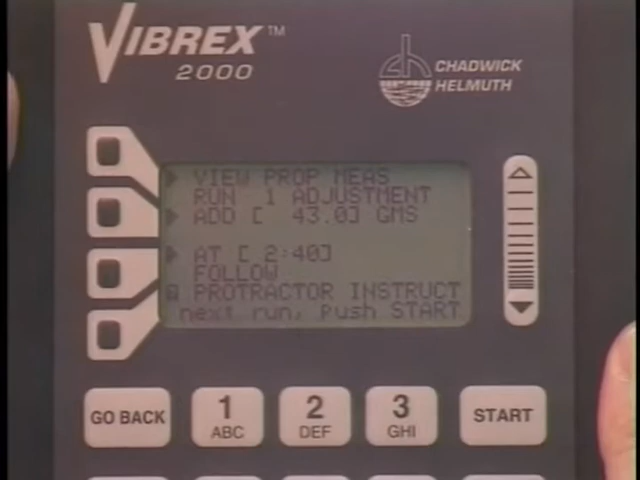 VIBREX™
2000
CHADWICK
HELMUTH
VIEW PROP MEAS
RUN 1 ADJUSTMENT
ADD [ 43.0] GMS
AT [ 2:40]
FOLLOW
PROTRACTOR INSTRUCT
next run, Push START
GO BACK
1
ABC
2
DEF
3
GHI
START